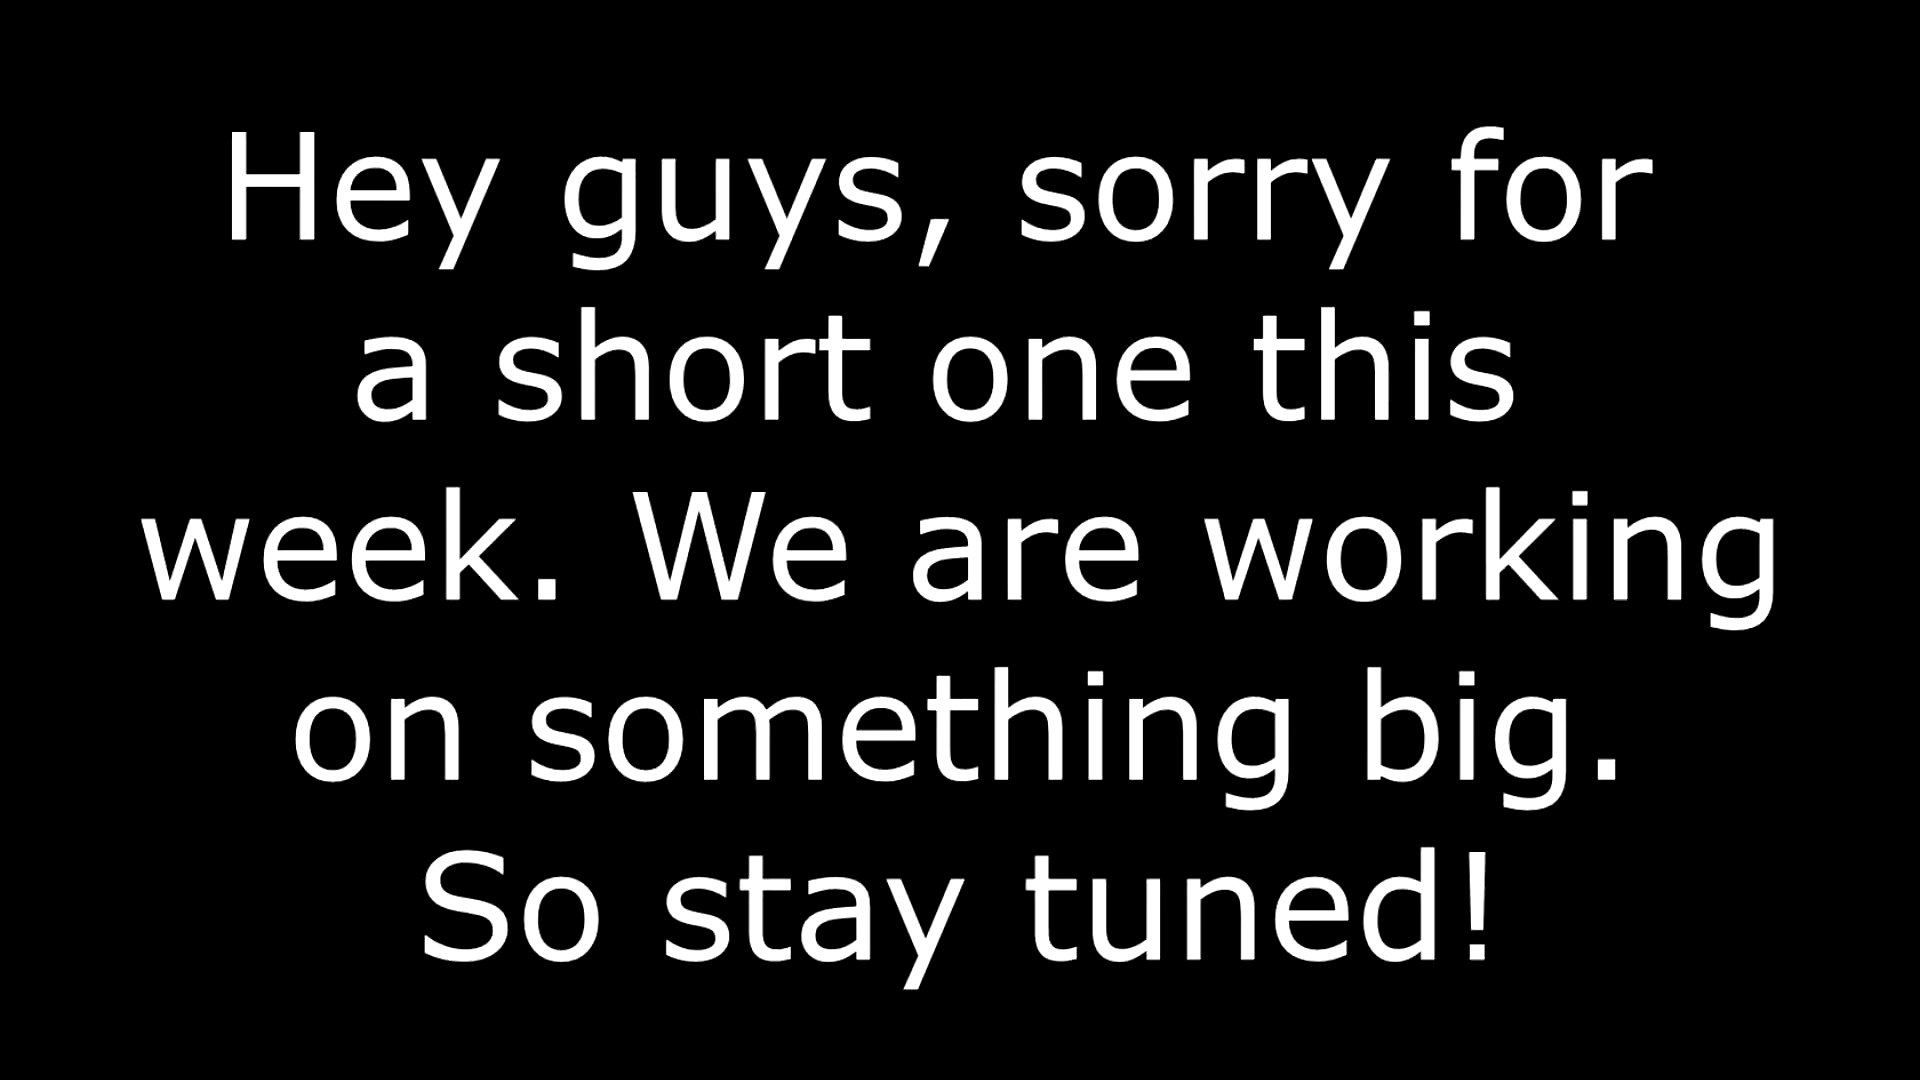 Hey guys, sorry for
a short one this
week. We are working
on something big.
So stay tuned!